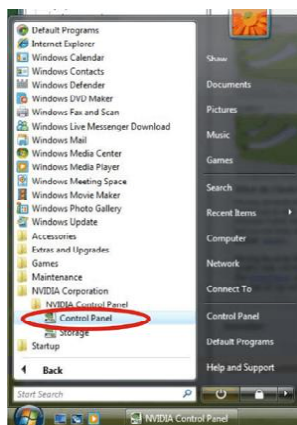 Default Programs
Internet Explorer
Windows Calendar
Windows Contacts
Windows Defender
Windows DVD Maker
Windows Fax and Scan
Windows Live Messenger Download
Windows Mail
Windows Media Center
Windows Media Player
Windows Meeting Space
Windows Movie Maker
Windows Photo Gallery
Windows Update
Accessories
Extras and Upgrades
Games
Maintenance
NVIDIA Corporation
NVIDIA Control Panel
Control Panel
Storage
Startup
Back
Start Search
Shaw
Documents
Pictures
Music
Games
Search
Recent Items
Computer
Network
Connect To
Control Panel
Default Programs
Help and Support
NVIDIA Control Panel